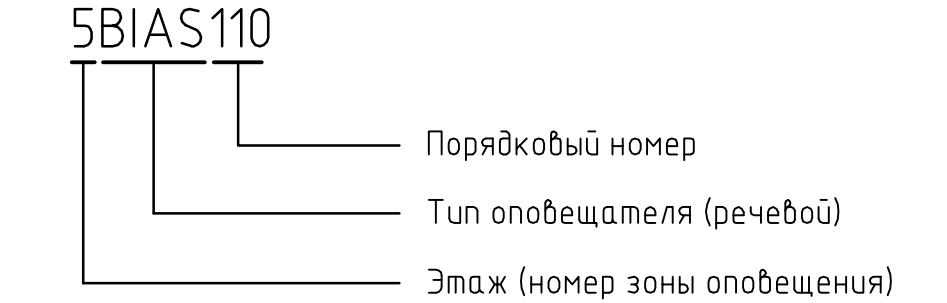 5BIAS110
Порядковый номер
Тип оповещателя (речевой)
Этаж (номер зоны оповещения)